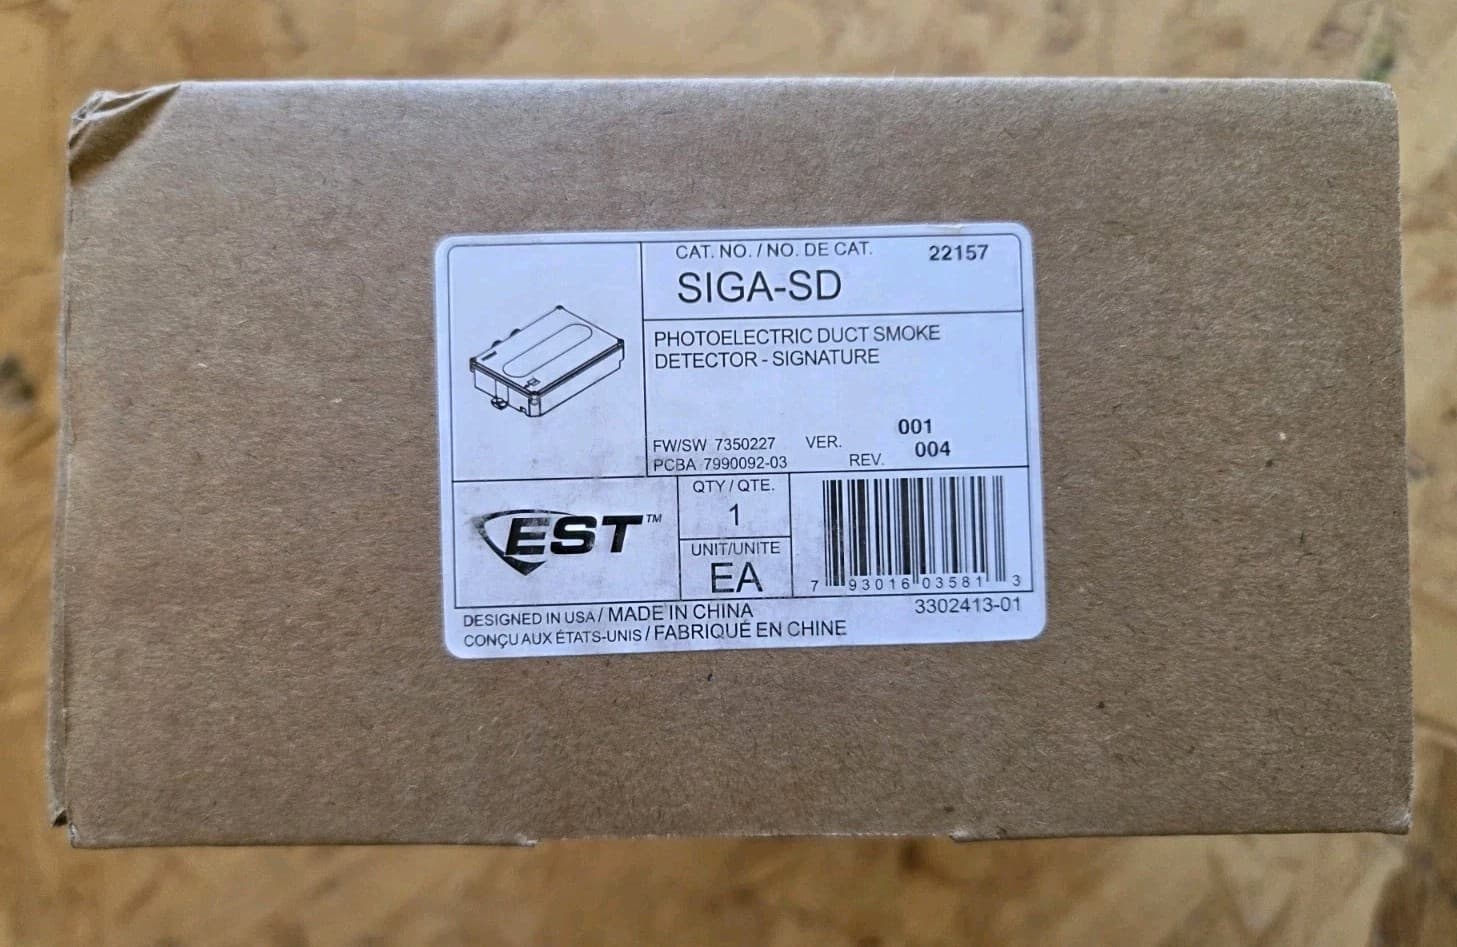 CAT. NO. / NO. DE CAT. 22157
SIGA-SD
PHOTOELECTRIC DUCT SMOKE
DETECTOR - SIGNATURE
FW/SW 7350227 VER. 001
PCBA 7990092-03 REV. 004
EST™
QTY / QTE.
1
UNIT/UNITE
EA
7 93016 03581 3
3302413-01
DESIGNED IN USA / MADE IN CHINA
CONÇU AUX ÉTATS-UNIS / FABRIQUÉ EN CHINE